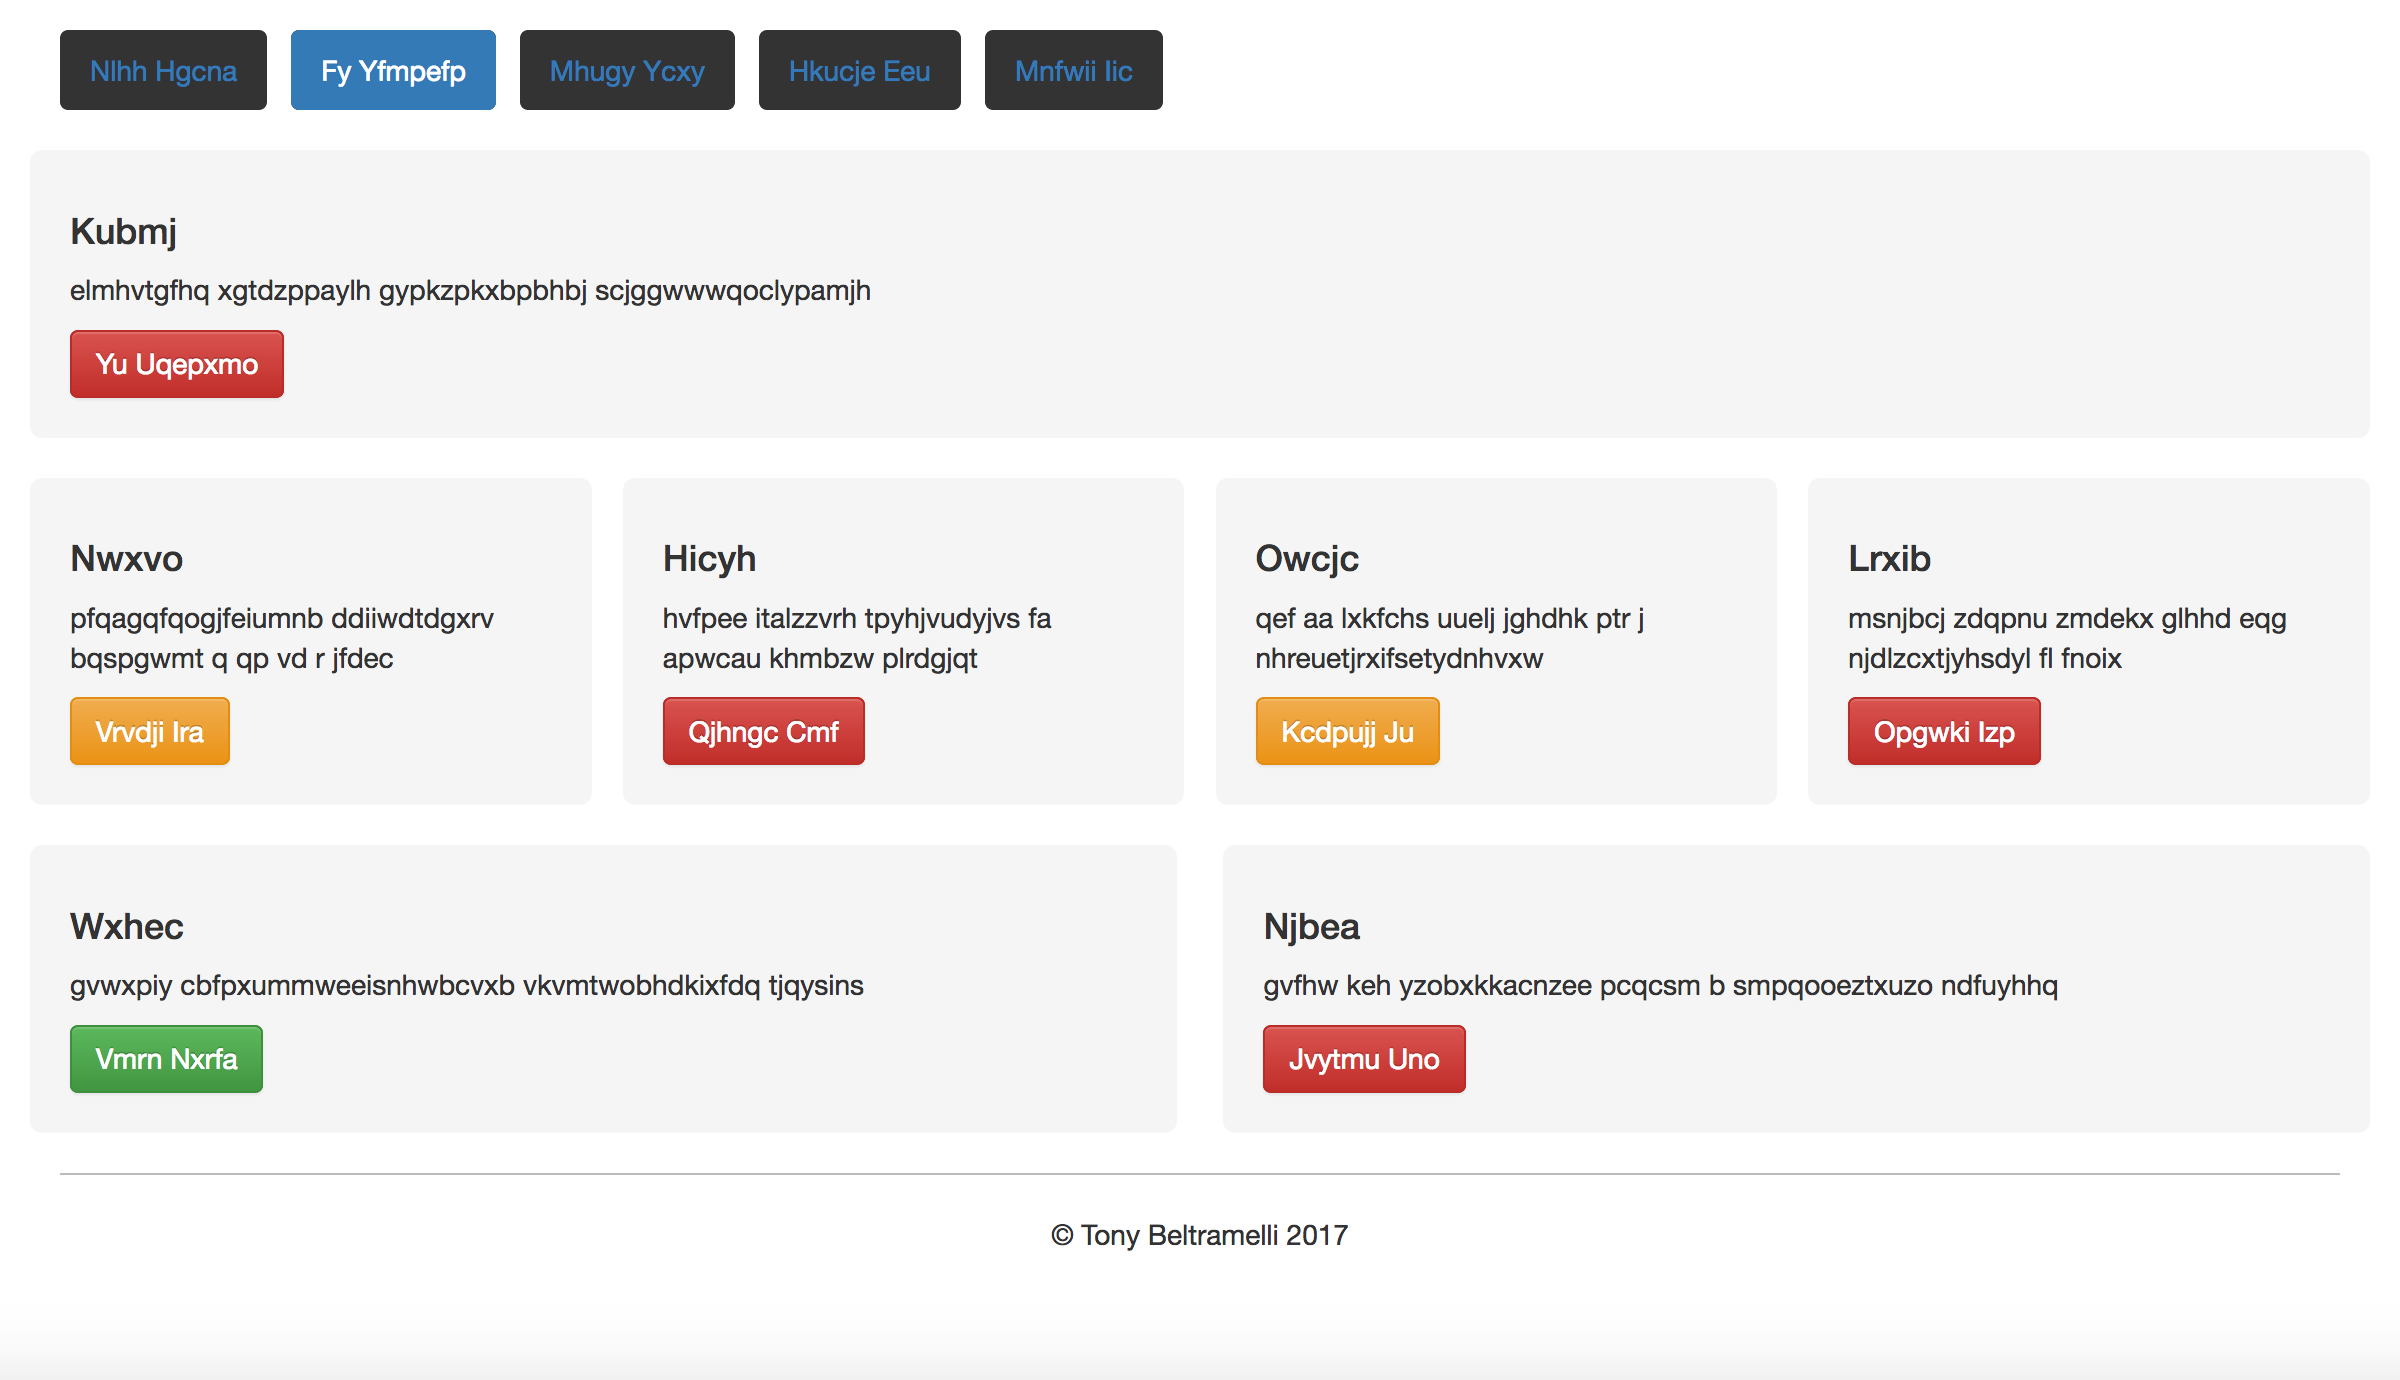 Nlhh Hgcna Fy Yfmpefp Mhugy Ycxy Hkucje Eeu Mnfwii Iic
Kubmj
elmhvtgfhq xgtdzppaylh gypkzpkxbpbhbj scjggwwwqoclypamjh
Yu Uqepxmo
Nwxvo
pfqagqfqogjfeiumnb ddiiwdtdgxrv
bqspgwmt q qp vd r jfdec
Vrvdji Ira
Hicyh
hvfpee italzzvrh tpyhjvudyjvs fa
apwcau khmbzw plrdgjqt
Qjhngc Cmf
Owcjc
qef aa lxkfchs uuelj jghdhk ptr j
nhreuetjrxifsetydnhvxw
Kcdpujj Ju
Lrxib
msnjbcj zdqpnu zmdekx glhhd eqg
njdlzcxtjyhsdyl fl fnoix
Opgwki Izp
Wxhec
gvwxpiy cbfpxummweeisnhwbcvxb vkvmtwobhdkixfdq tjqysins
Vmrn Nxrfa
Njbea
gvfhw keh yzobxkkacnzee pcqcsm b smpqooeztxuzo ndfuyhhq
Jvytmu Uno
© Tony Beltramelli 2017